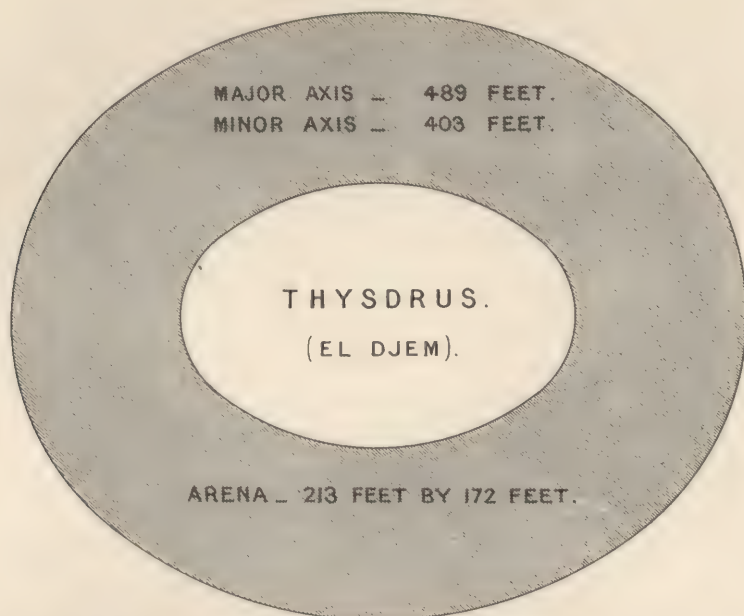 MAJOR AXIS _ 489 FEET.
MINOR AXIS _ 403 FEET.
THYSDRUS.
(EL DJEM).
ARENA _ 213 FEET BY 172 FEET.